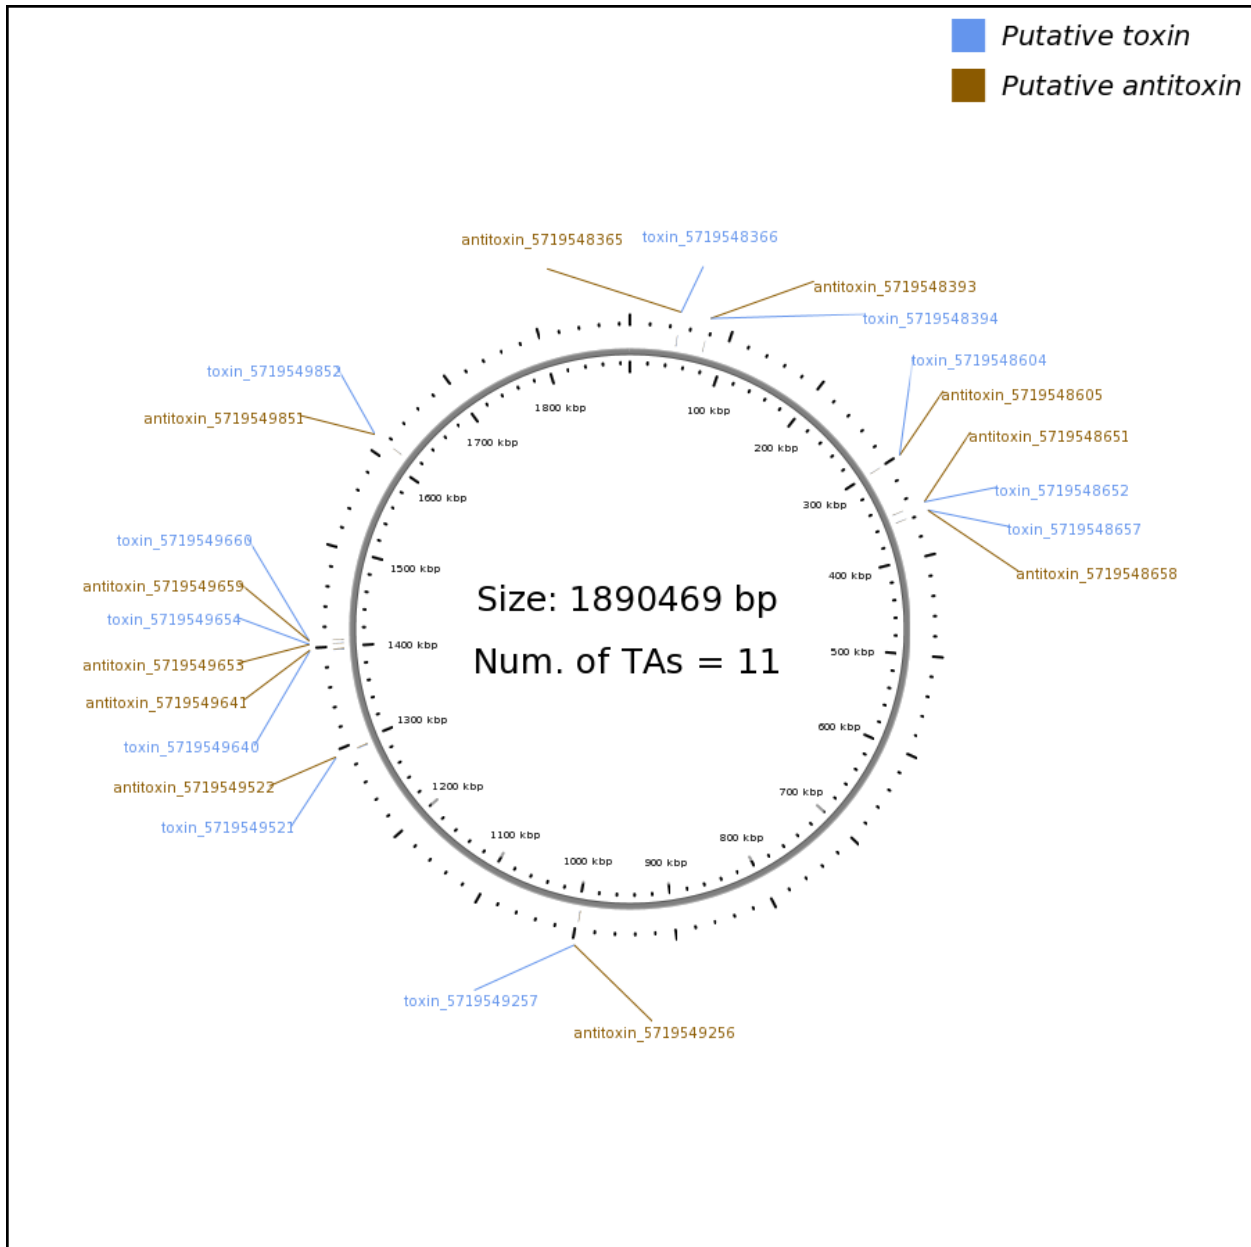 Putative toxin
Putative antitoxin
antitoxin_5719548365
toxin_5719548366
antitoxin_5719548393
toxin_5719548394
toxin_5719548604
antitoxin_5719548605
antitoxin_5719548651
toxin_5719548652
toxin_5719548657
antitoxin_5719548658
toxin_5719549852
antitoxin_5719549851
toxin_5719549660
antitoxin_5719549659
toxin_5719549654
antitoxin_5719549653
antitoxin_5719549641
toxin_5719549640
antitoxin_5719549522
toxin_5719549521
toxin_5719549257
antitoxin_5719549256
100 kbp
200 kbp
300 kbp
400 kbp
500 kbp
600 kbp
700 kbp
800 kbp
900 kbp
1000 kbp
1100 kbp
1200 kbp
1300 kbp
1400 kbp
1500 kbp
1600 kbp
1700 kbp
1800 kbp
Size: 1890469 bp
Num. of TAs = 11